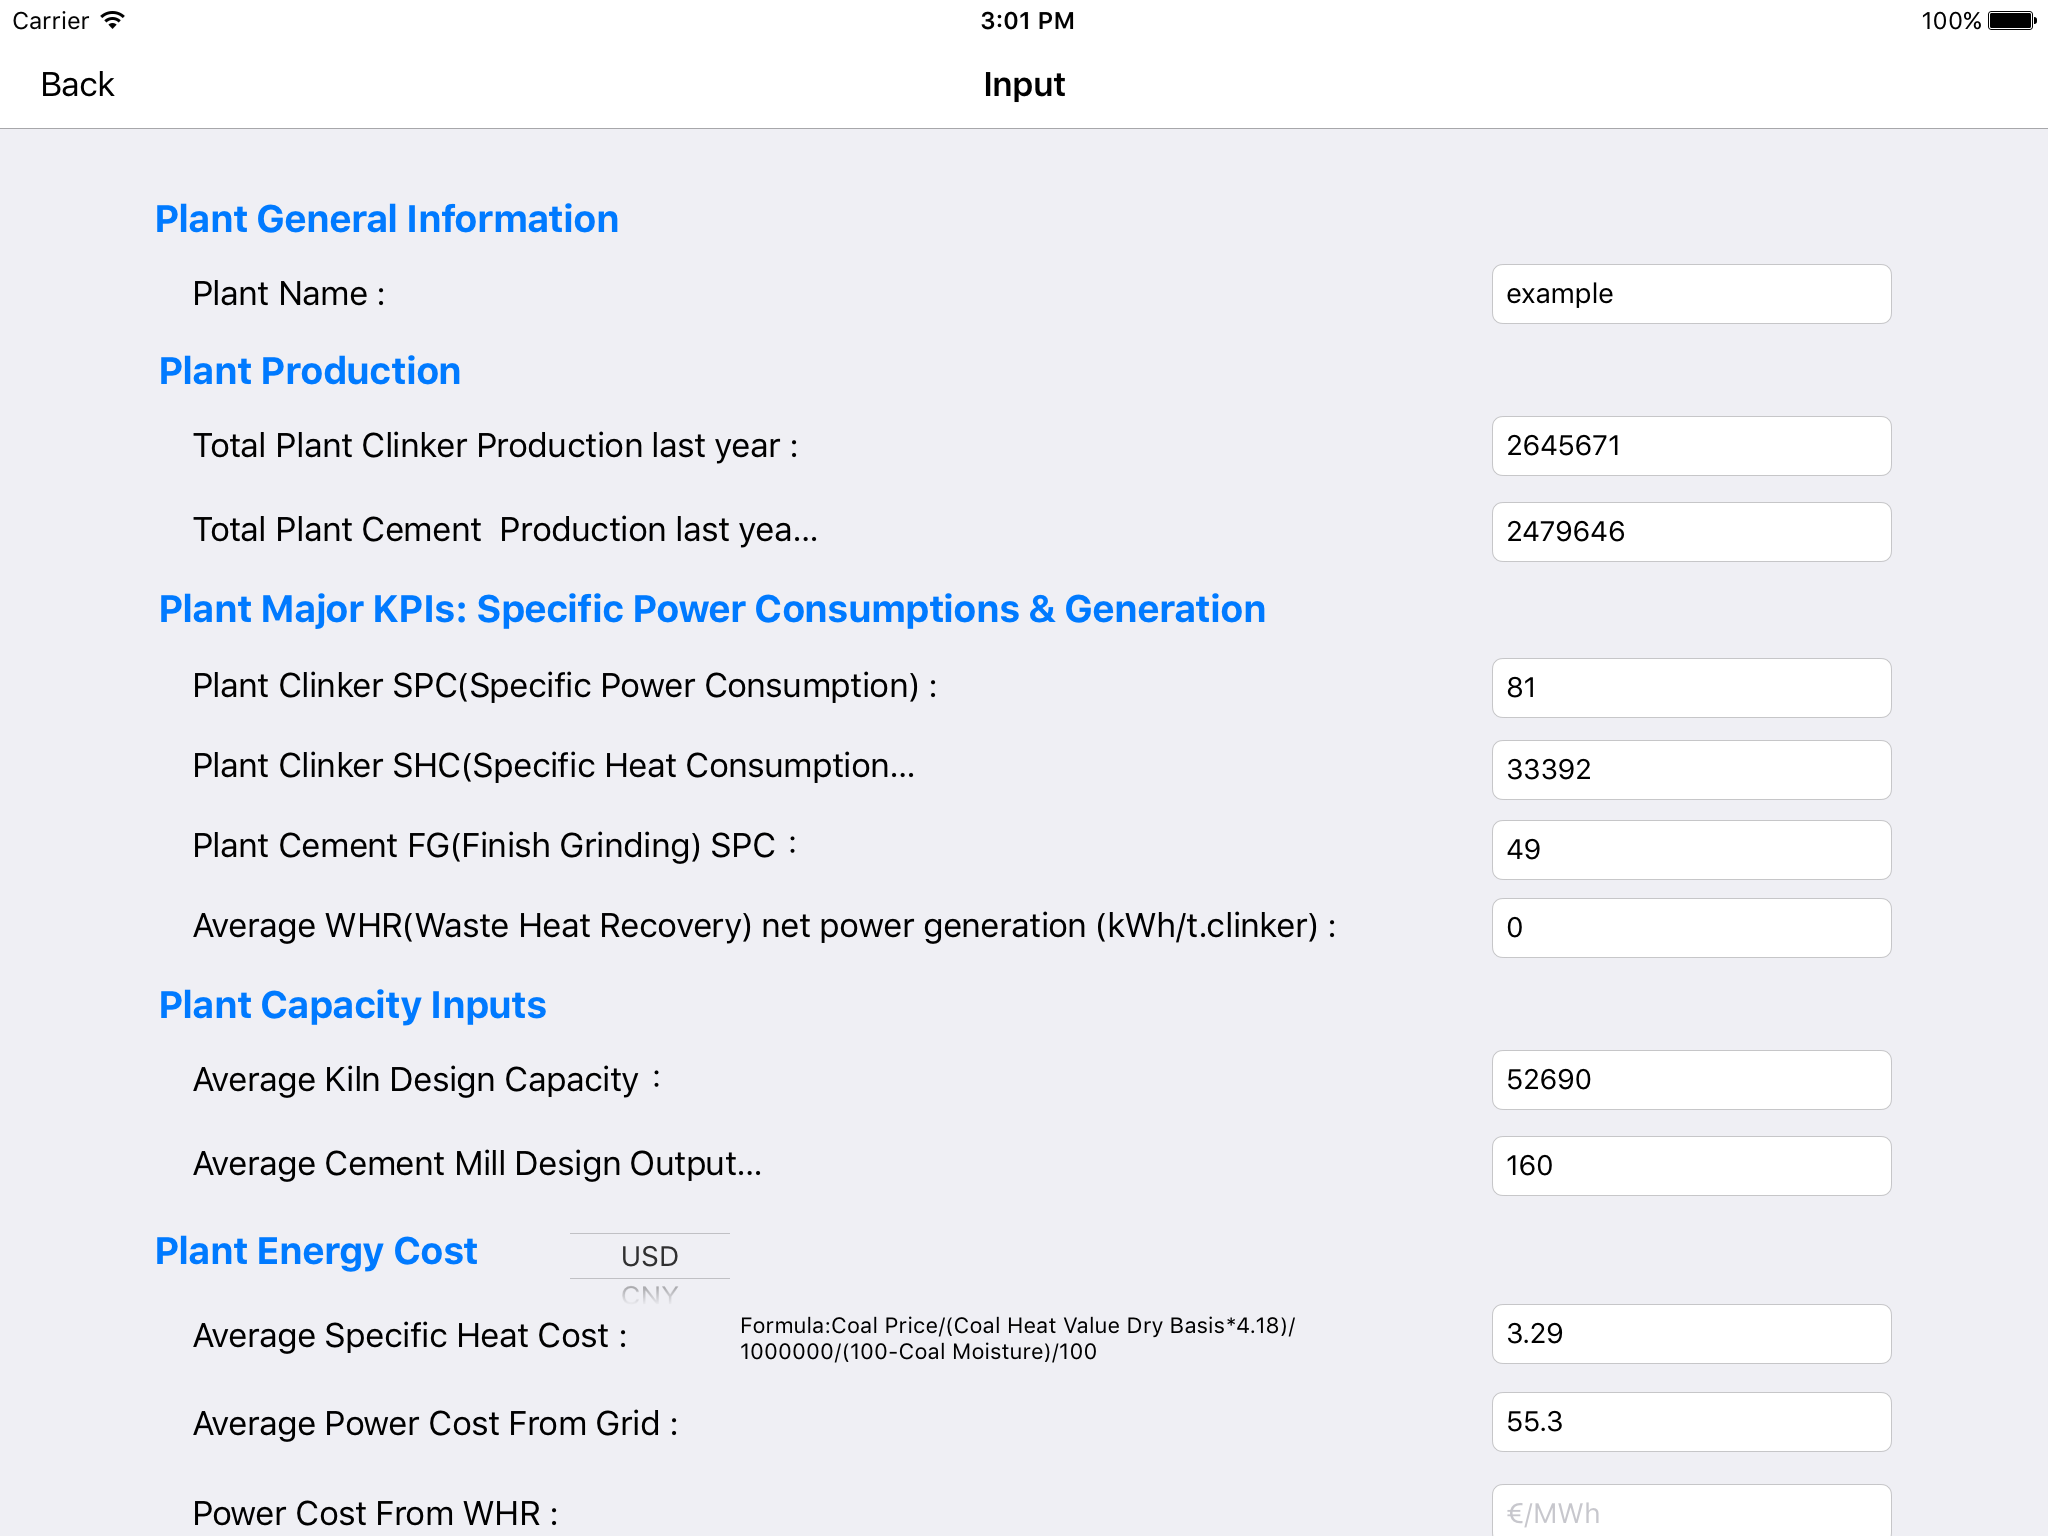 Carrier 3:01 PM 100%
Back Input
Plant General Information
Plant Name : example
Plant Production
Total Plant Clinker Production last year : 2645671
Total Plant Cement  Production last yea... 2479646
Plant Major KPIs: Specific Power Consumptions & Generation
Plant Clinker SPC(Specific Power Consumption) : 81
Plant Clinker SHC(Specific Heat Consumption... 33392
Plant Cement FG(Finish Grinding) SPC： 49
Average WHR(Waste Heat Recovery) net power generation (kWh/t.clinker) : 0
Plant Capacity Inputs
Average Kiln Design Capacity： 52690
Average Cement Mill Design Output... 160
Plant Energy Cost USD
CNY
Average Specific Heat Cost : Formula:Coal Price/(Coal Heat Value Dry Basis*4.18)/ 3.29
1000000/(100-Coal Moisture)/100
Average Power Cost From Grid : 55.3
Power Cost From WHR : €/MWh